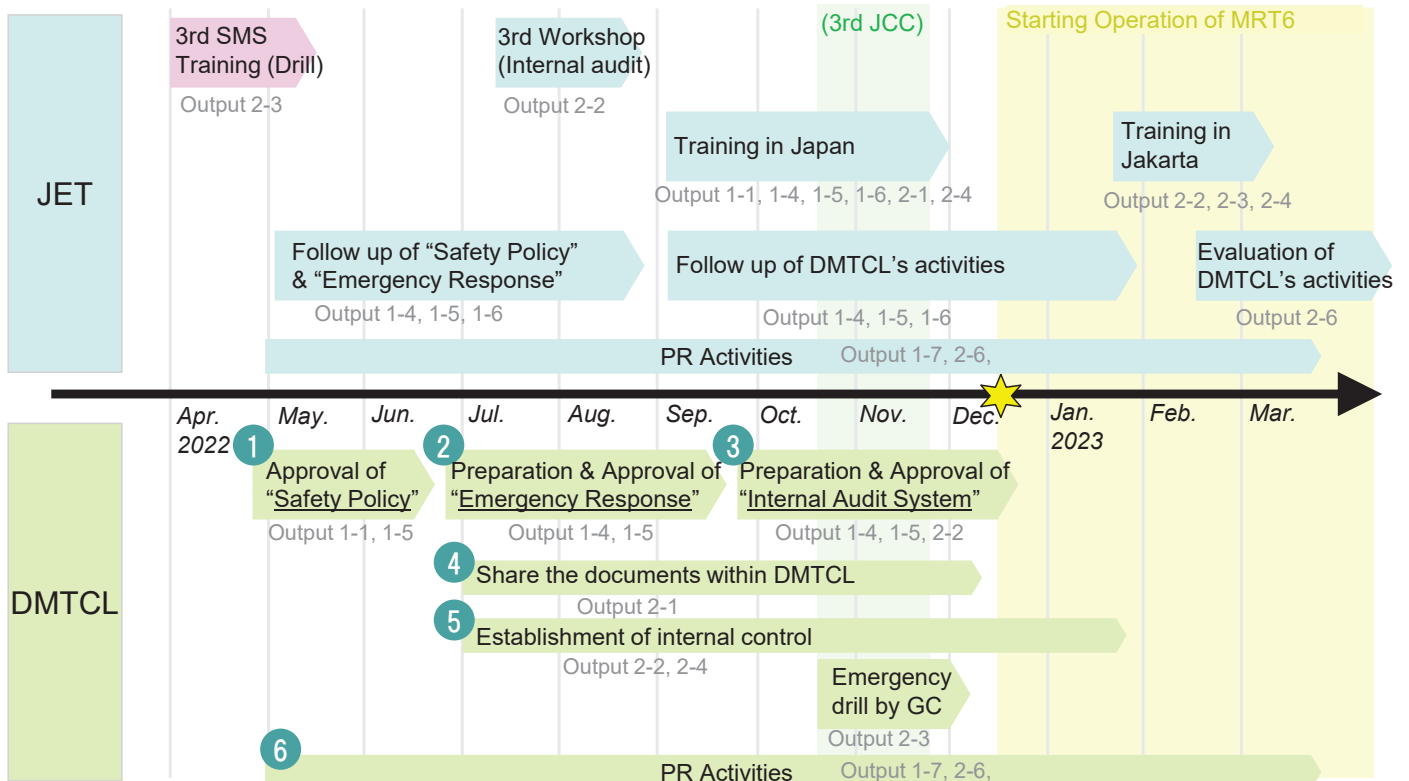 (3rd JCC)
Starting Operation of MRT6
3rd SMS
Training (Drill)
Output 2-3
3rd Workshop
(Internal audit)
Output 2-2
Training in Japan
Output 1-1, 1-4, 1-5, 1-6, 2-1, 2-4
Training in
Jakarta
Output 2-2, 2-3, 2-4
JET
Follow up of “Safety Policy”
& “Emergency Response”
Output 1-4, 1-5, 1-6
Follow up of DMTCL’s activities
Output 1-4, 1-5, 1-6
Evaluation of
DMTCL’s activities
Output 2-6
PR Activities
Output 1-7, 2-6,
Apr.
2022
May.
Jun.
Jul.
Aug.
Sep.
Oct.
Nov.
Dec.
Jan.
2023
Feb.
Mar.
DMTCL
1
Approval of
“Safety Policy”
Output 1-1, 1-5
2
Preparation & Approval of
“Emergency Response”
Output 1-4, 1-5
3
Preparation & Approval of
“Internal Audit System”
Output 1-4, 1-5, 2-2
4
Share the documents within DMTCL
Output 2-1
5
Establishment of internal control
Output 2-2, 2-4
Emergency
drill by GC
Output 2-3
6
PR Activities
Output 1-7, 2-6,